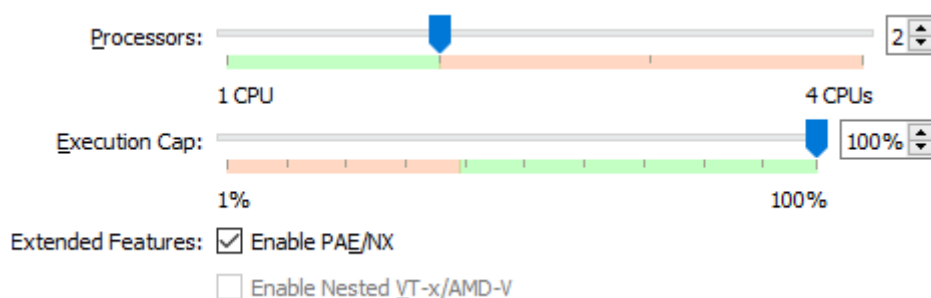 Processors: 2
1 CPU 4 CPUs
Execution Cap: 100%
1% 100%
Extended Features: Enable PAE/NX
Enable Nested VT-x/AMD-V